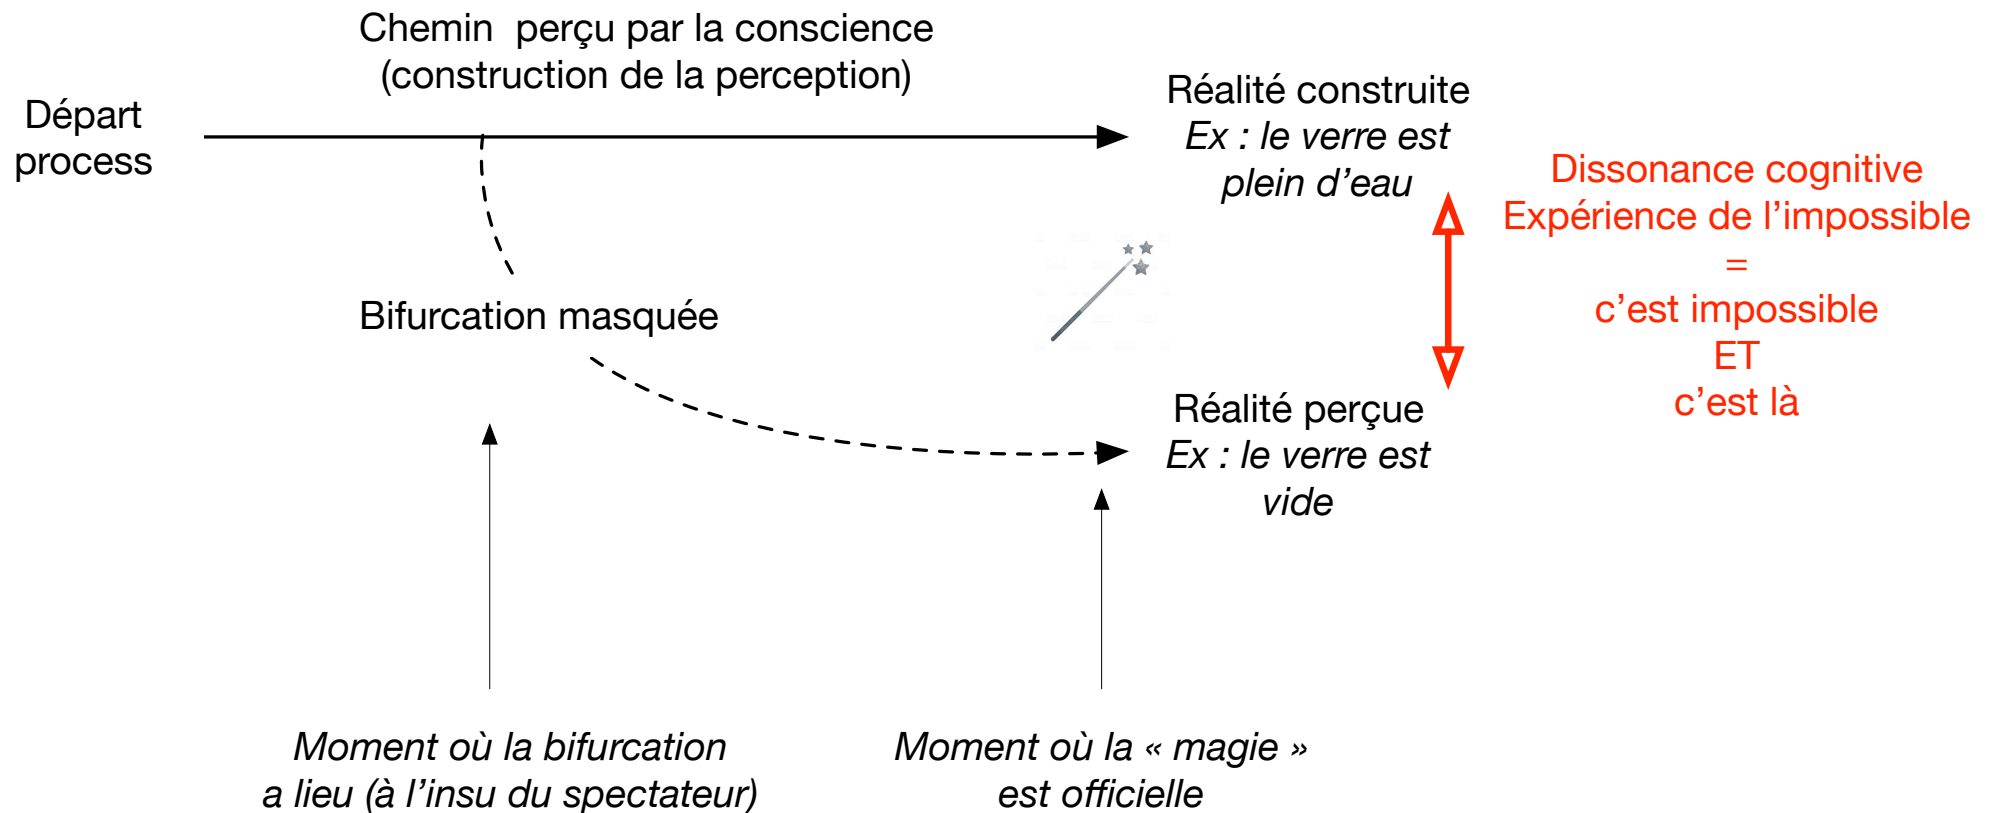 Chemin  perçu par la conscience
(construction de la perception)
Départ
process
Réalité construite
Ex : le verre est
plein d’eau
Dissonance cognitive
Expérience de l’impossible
=
c’est impossible
ET
c’est là
Bifurcation masquée
Réalité perçue
Ex : le verre est
vide
Moment où la bifurcation
a lieu (à l’insu du spectateur)
Moment où la « magie »
est officielle